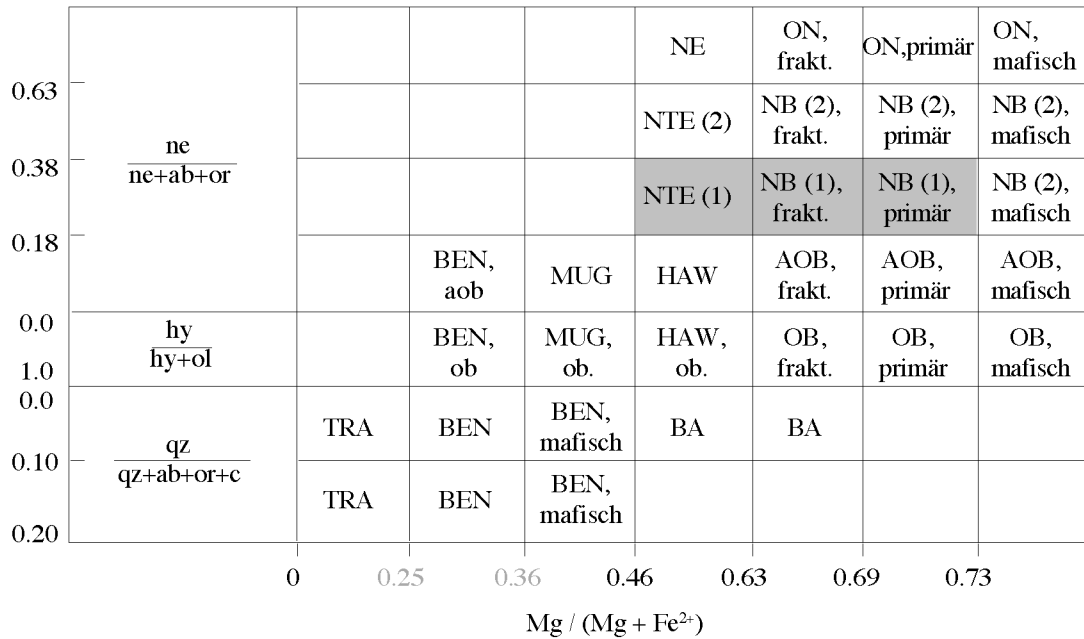 NE
ON,
frakt.
ON,primär
ON,
mafisch
0.63
NTE (2)
NB (2),
frakt.
NB (2),
primär
NB (2),
mafisch
ne
ne+ab+or
0.38
NTE (1)
NB (1),
frakt.
NB (1),
primär
NB (2),
mafisch
0.18
BEN,
aob
MUG
HAW
AOB,
frakt.
AOB,
primär
AOB,
mafisch
0.0
hy
hy+ol
1.0
BEN,
ob
MUG,
ob.
HAW,
ob.
OB,
frakt.
OB,
primär
OB,
mafisch
0.0
TRA
BEN
BEN,
mafisch
BA
BA
qz
qz+ab+or+c
0.10
TRA
BEN
BEN,
mafisch
0.20
0 0.25 0.36 0.46 0.63 0.69 0.73
Mg / (Mg + Fe²⁺)